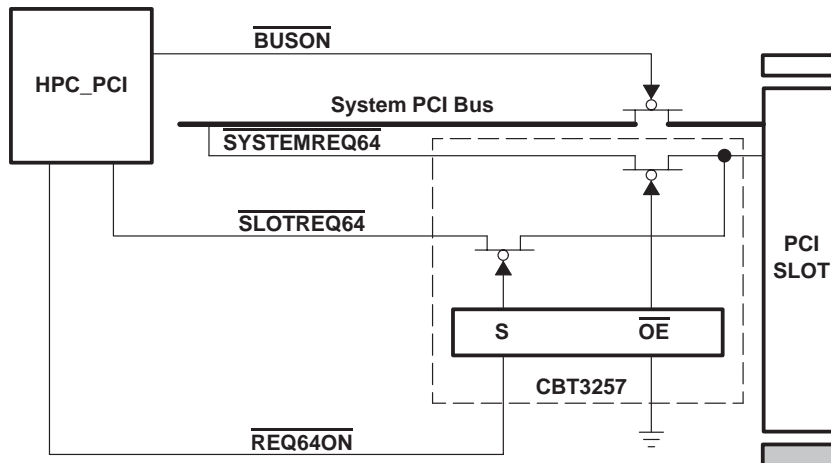 BUSON
HPC_PCI
System PCI Bus
SYSTEMREQ64
SLOTREQ64
PCI
SLOT
S
OE
CBT3257
REQ64ON